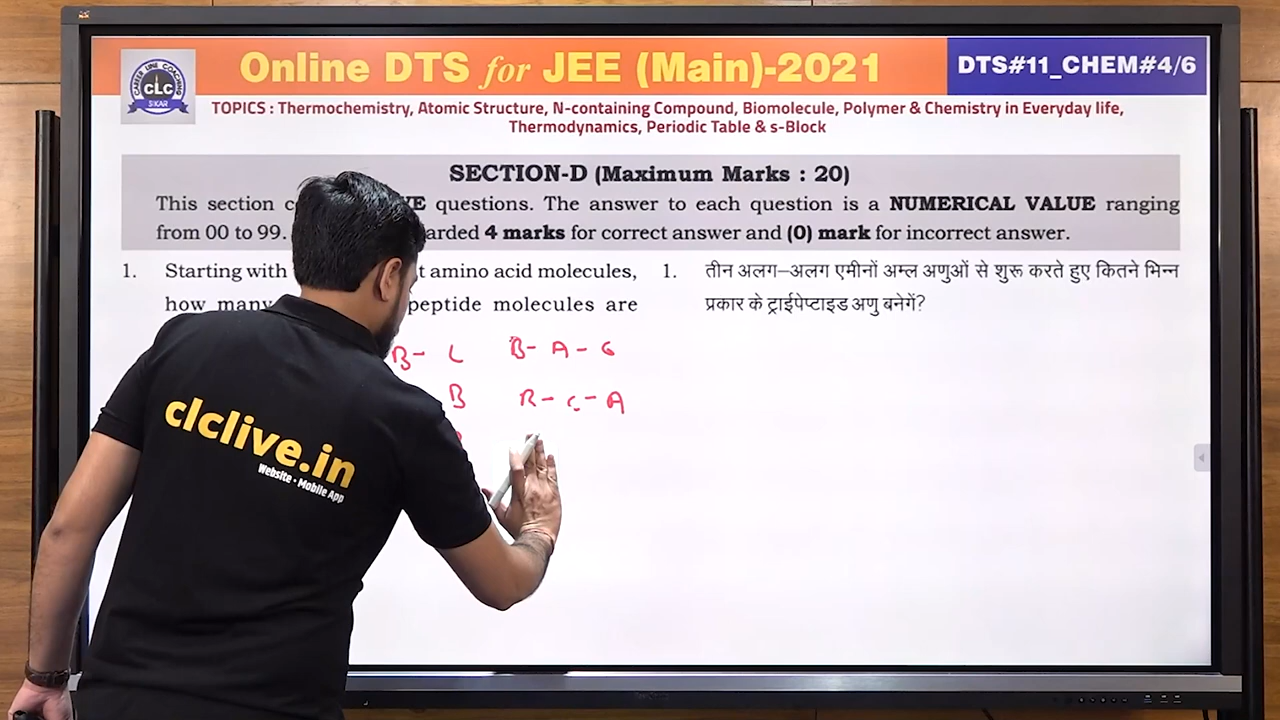 Online DTS for JEE (Main)-2021
DTS#11_CHEM#4/6
CAREER LINE COACHING
CLC
SIKAR
TOPICS : Thermochemistry, Atomic Structure, N-containing Compound, Biomolecule, Polymer & Chemistry in Everyday life,
Thermodynamics, Periodic Table & s-Block
SECTION-D (Maximum Marks : 20)
This section questions. The answer to each question is a NUMERICAL VALUE ranging
from 00 to 99. 4 marks for correct answer and (0) mark for incorrect answer.
1. Starting with amino acid molecules,
how many peptide molecules are
1. तीन अलग–अलग एमीनों अम्ल अणुओं से शुरू करते हुए कितने भिन्न
प्रकार के ट्राईपेप्टाइड अणु बनेगें?
B- C B- A - C
B B - C - A
clclive.in
Website • Mobile App